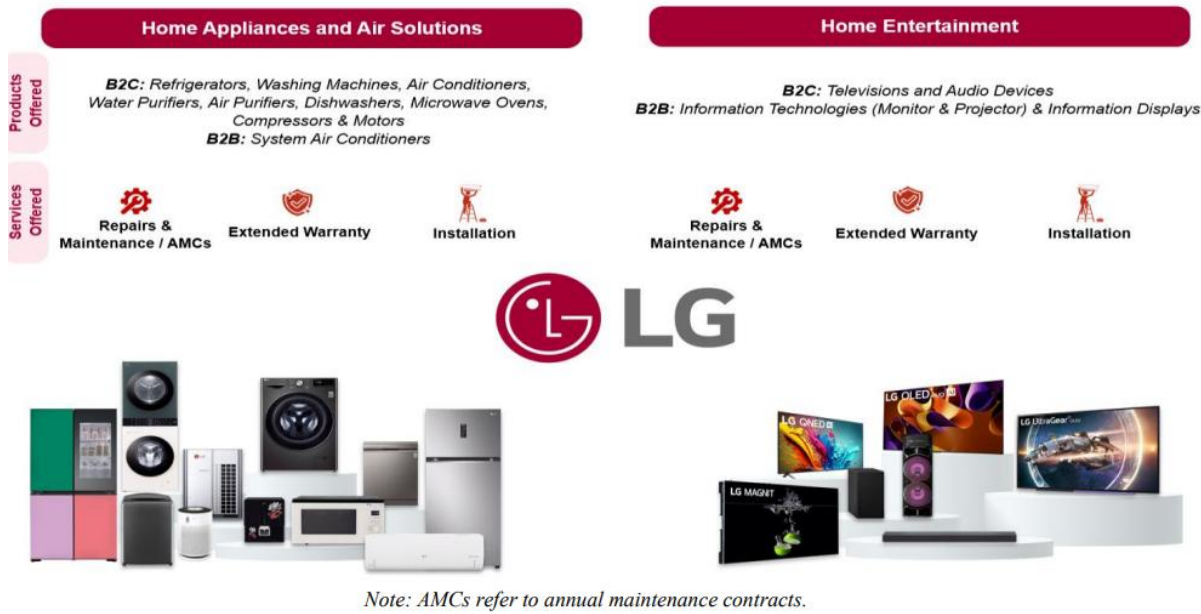 Home Appliances and Air Solutions
Home Entertainment
Products
Offered
B2C: Refrigerators, Washing Machines, Air Conditioners,
Water Purifiers, Air Purifiers, Dishwashers, Microwave Ovens,
Compressors & Motors
B2B: System Air Conditioners
B2C: Televisions and Audio Devices
B2B: Information Technologies (Monitor & Projector) & Information Displays
Services
Offered
Repairs &
Maintenance / AMCs
Extended Warranty
Installation
Repairs &
Maintenance / AMCs
Extended Warranty
Installation
LG
LG QNED
LG OLED evo
LG UltraGear
LG MAGNIT
Note: AMCs refer to annual maintenance contracts.